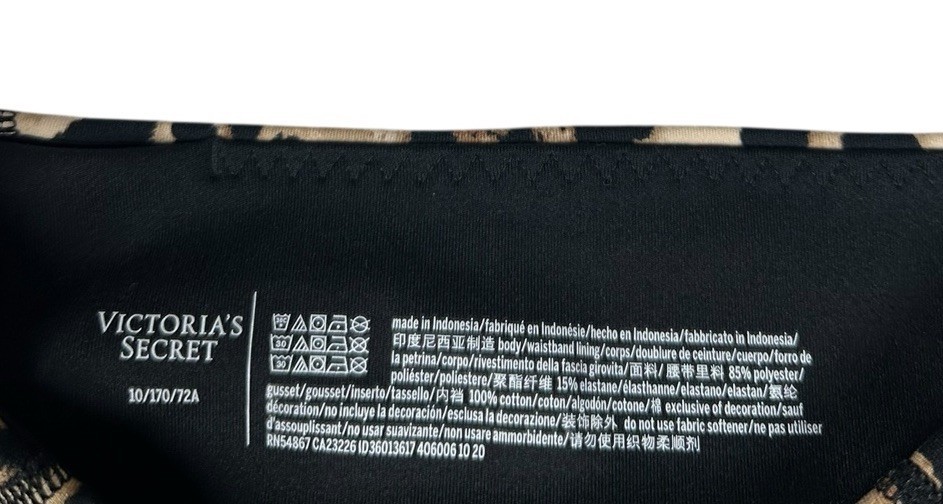 VICTORIA'S
SECRET
10/170/72A
made in Indonesia/fabriqué en Indonésie/hecho en Indonesia/fabbricato in Indonesia/
印度尼西亚制造 body/waistband lining/corps/doublure de ceinture/cuerpo/forro de
la petrina/corpo/rivestimento della fascia girovita/面料/ 腰带里料 85% polyester/
poliéster/poliestere/聚酯纤维 15% elastane/élasthanne/elastano/elastan/氨纶
gusset/gousset/inserto/tassello/内裆 100% cotton/coton/algodón/cotone/棉 exclusive of decoration/sauf
décoration/no incluye la decoración/esclusa la decorazione/装饰除外 do not use fabric softener/ne pas utiliser
d'assouplissant/no usar suavizante/non usare ammorbidente/请勿使用织物柔顺剂
RN54867 CA23226 ID36013617 406006 10 20